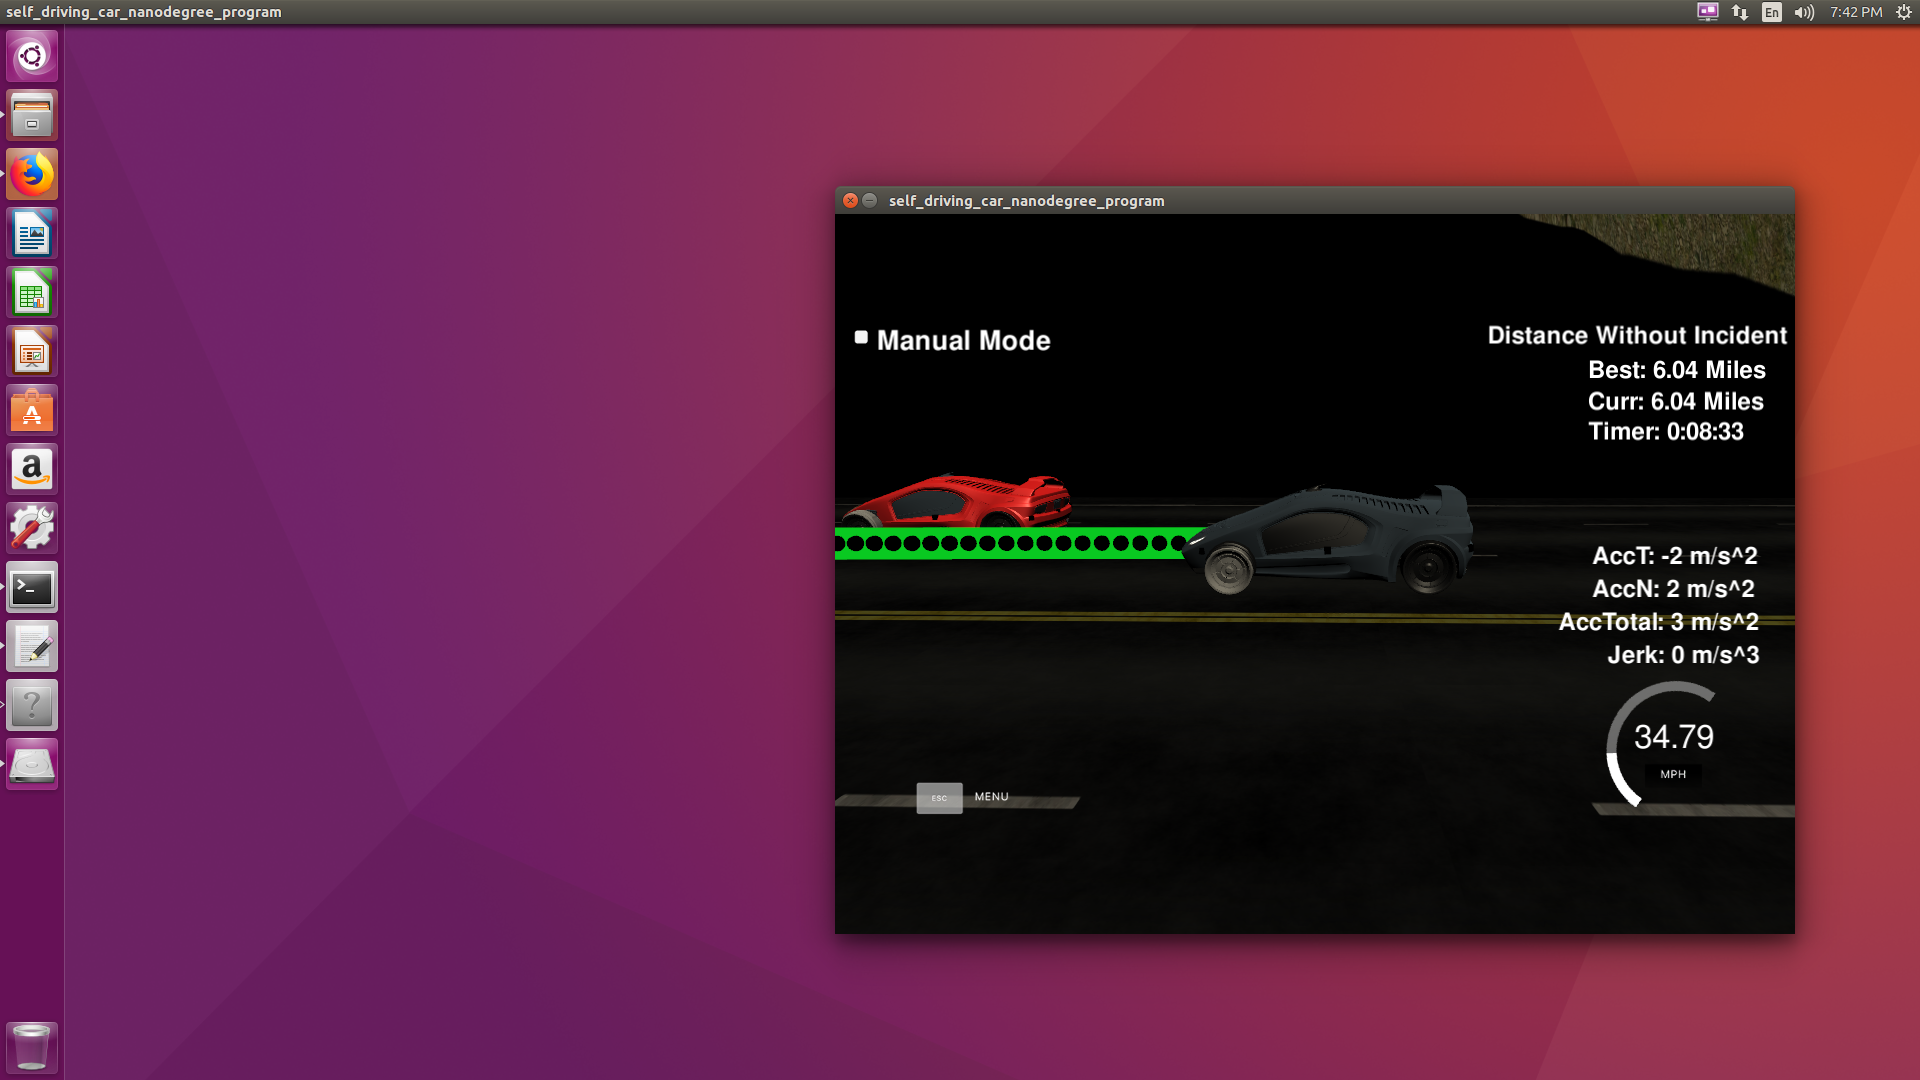 self_driving_car_nanodegree_program
En
7:42 PM
self_driving_car_nanodegree_program
Manual Mode
Distance Without Incident
Best: 6.04 Miles
Curr: 6.04 Miles
Timer: 0:08:33
AccT: -2 m/s^2
AccN: 2 m/s^2
AccTotal: 3 m/s^2
Jerk: 0 m/s^3
34.79
MPH
ESC
MENU